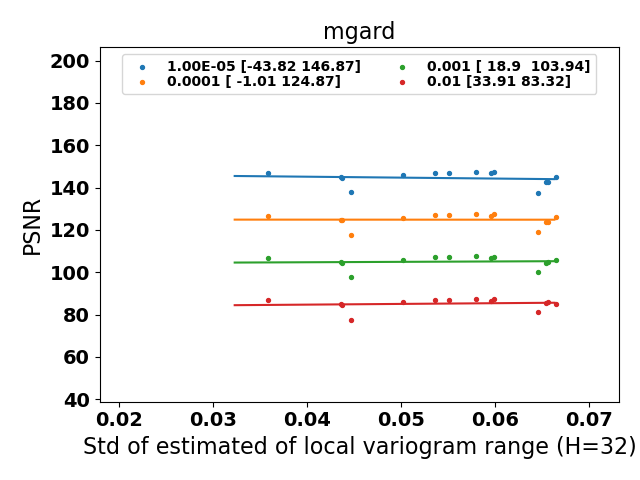 mgard
1.00E-05 [-43.82 146.87]
0.0001 [ -1.01 124.87]
0.001 [ 18.9  103.94]
0.01 [33.91 83.32]
200
180
160
140
120
100
80
60
40
PSNR
0.02 0.03 0.04 0.05 0.06 0.07
Std of estimated of local variogram range (H=32)